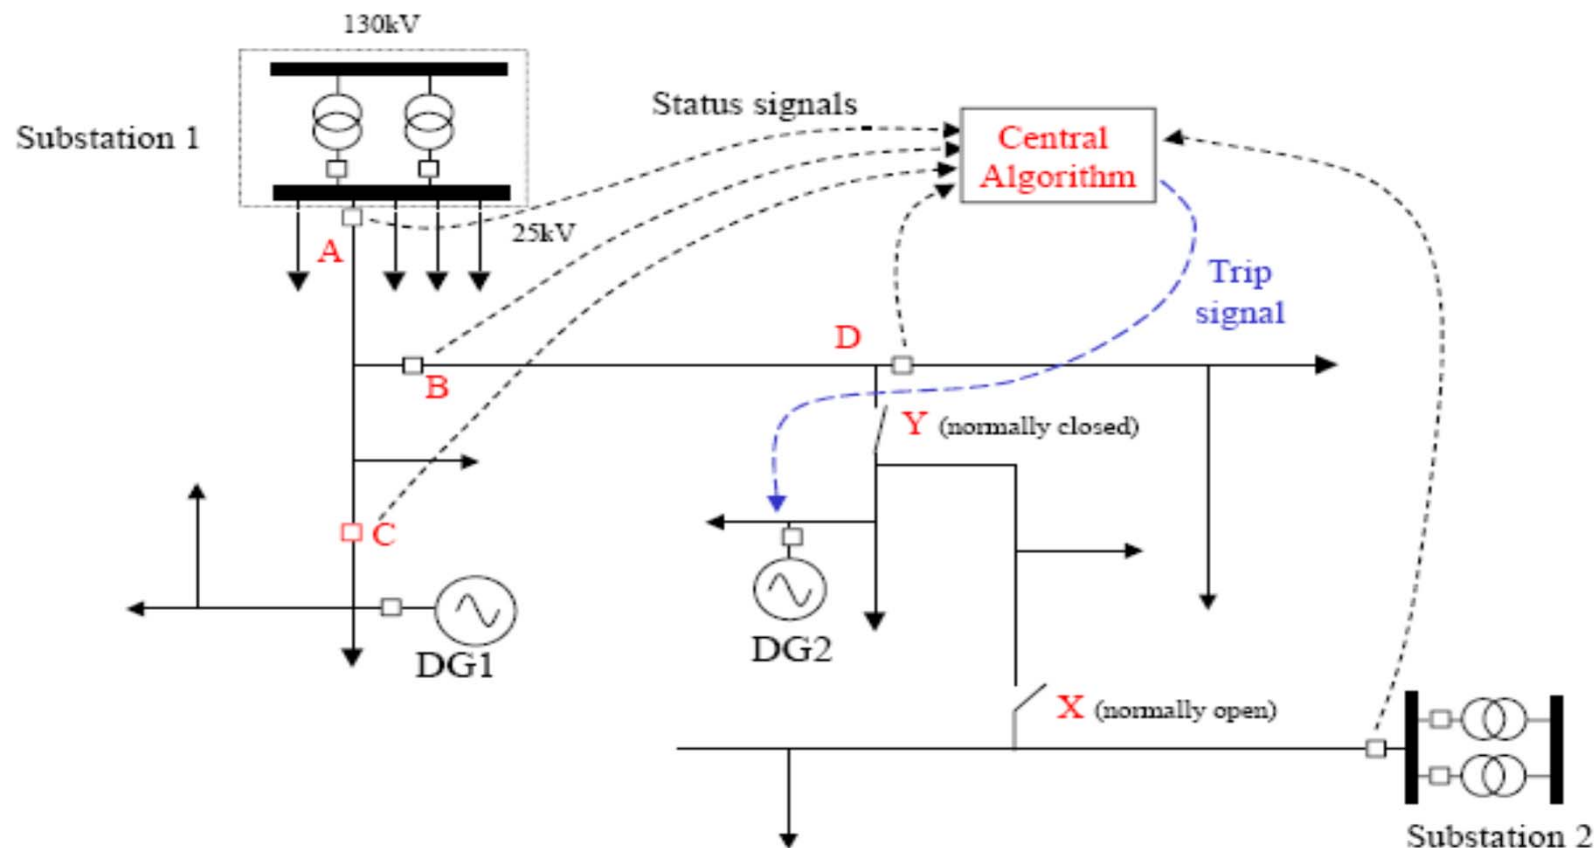 130kV
Substation 1
Status signals
Central
Algorithm
A
25kV
Trip
signal
D
B
Y (normally closed)
C
DG1
DG2
X (normally open)
Substation 2